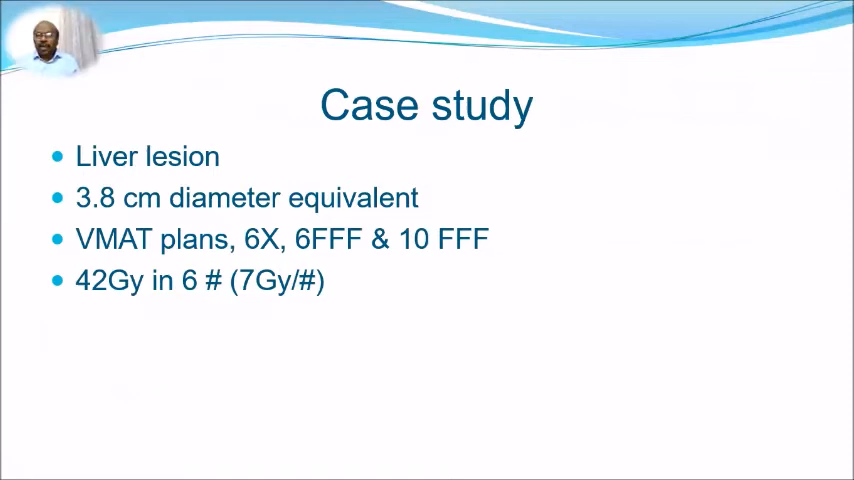 Case study
• Liver lesion
• 3.8 cm diameter equivalent
• VMAT plans, 6X, 6FFF & 10 FFF
• 42Gy in 6 # (7Gy/#)